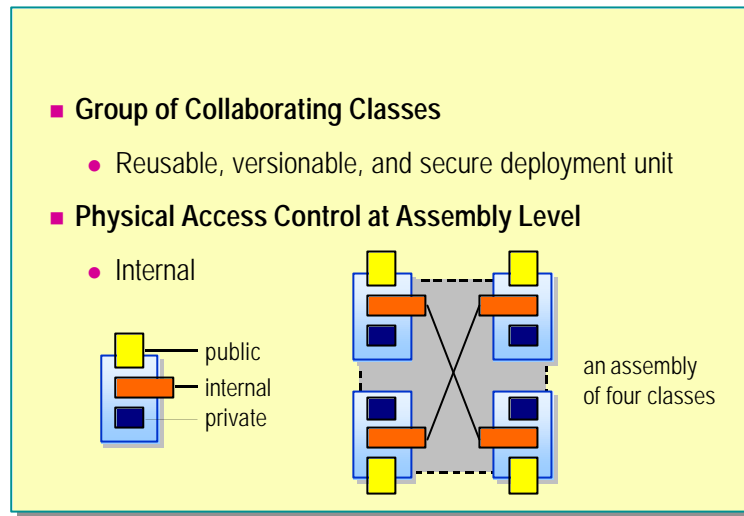 Group of Collaborating Classes
Reusable, versionable, and secure deployment unit
Physical Access Control at Assembly Level
Internal
public
internal
private
an assembly
of four classes